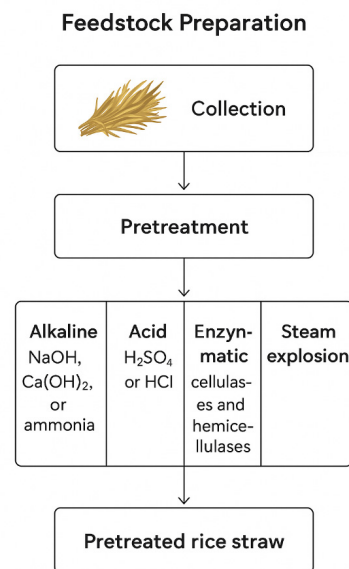 Feedstock Preparation
Collection
Pretreatment
Alkaline
NaOH,
Ca(OH)₂,
or
ammonia
Acid
H₂SO₄
or HCl
Enzyn-
matic
cellulas-
es and
hemice-
llulases
Steam
explosion
Pretreated rice straw